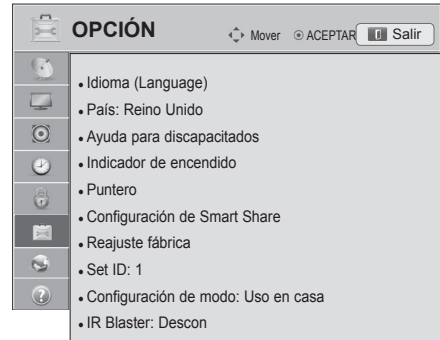 OPCIÓN
Mover
ACEPTAR
Salir
• Idioma (Language)
• País: Reino Unido
• Ayuda para discapacitados
• Indicador de encendido
• Puntero
• Configuración de Smart Share
• Reajuste fábrica
• Set ID: 1
• Configuración de modo: Uso en casa
• IR Blaster: Descon